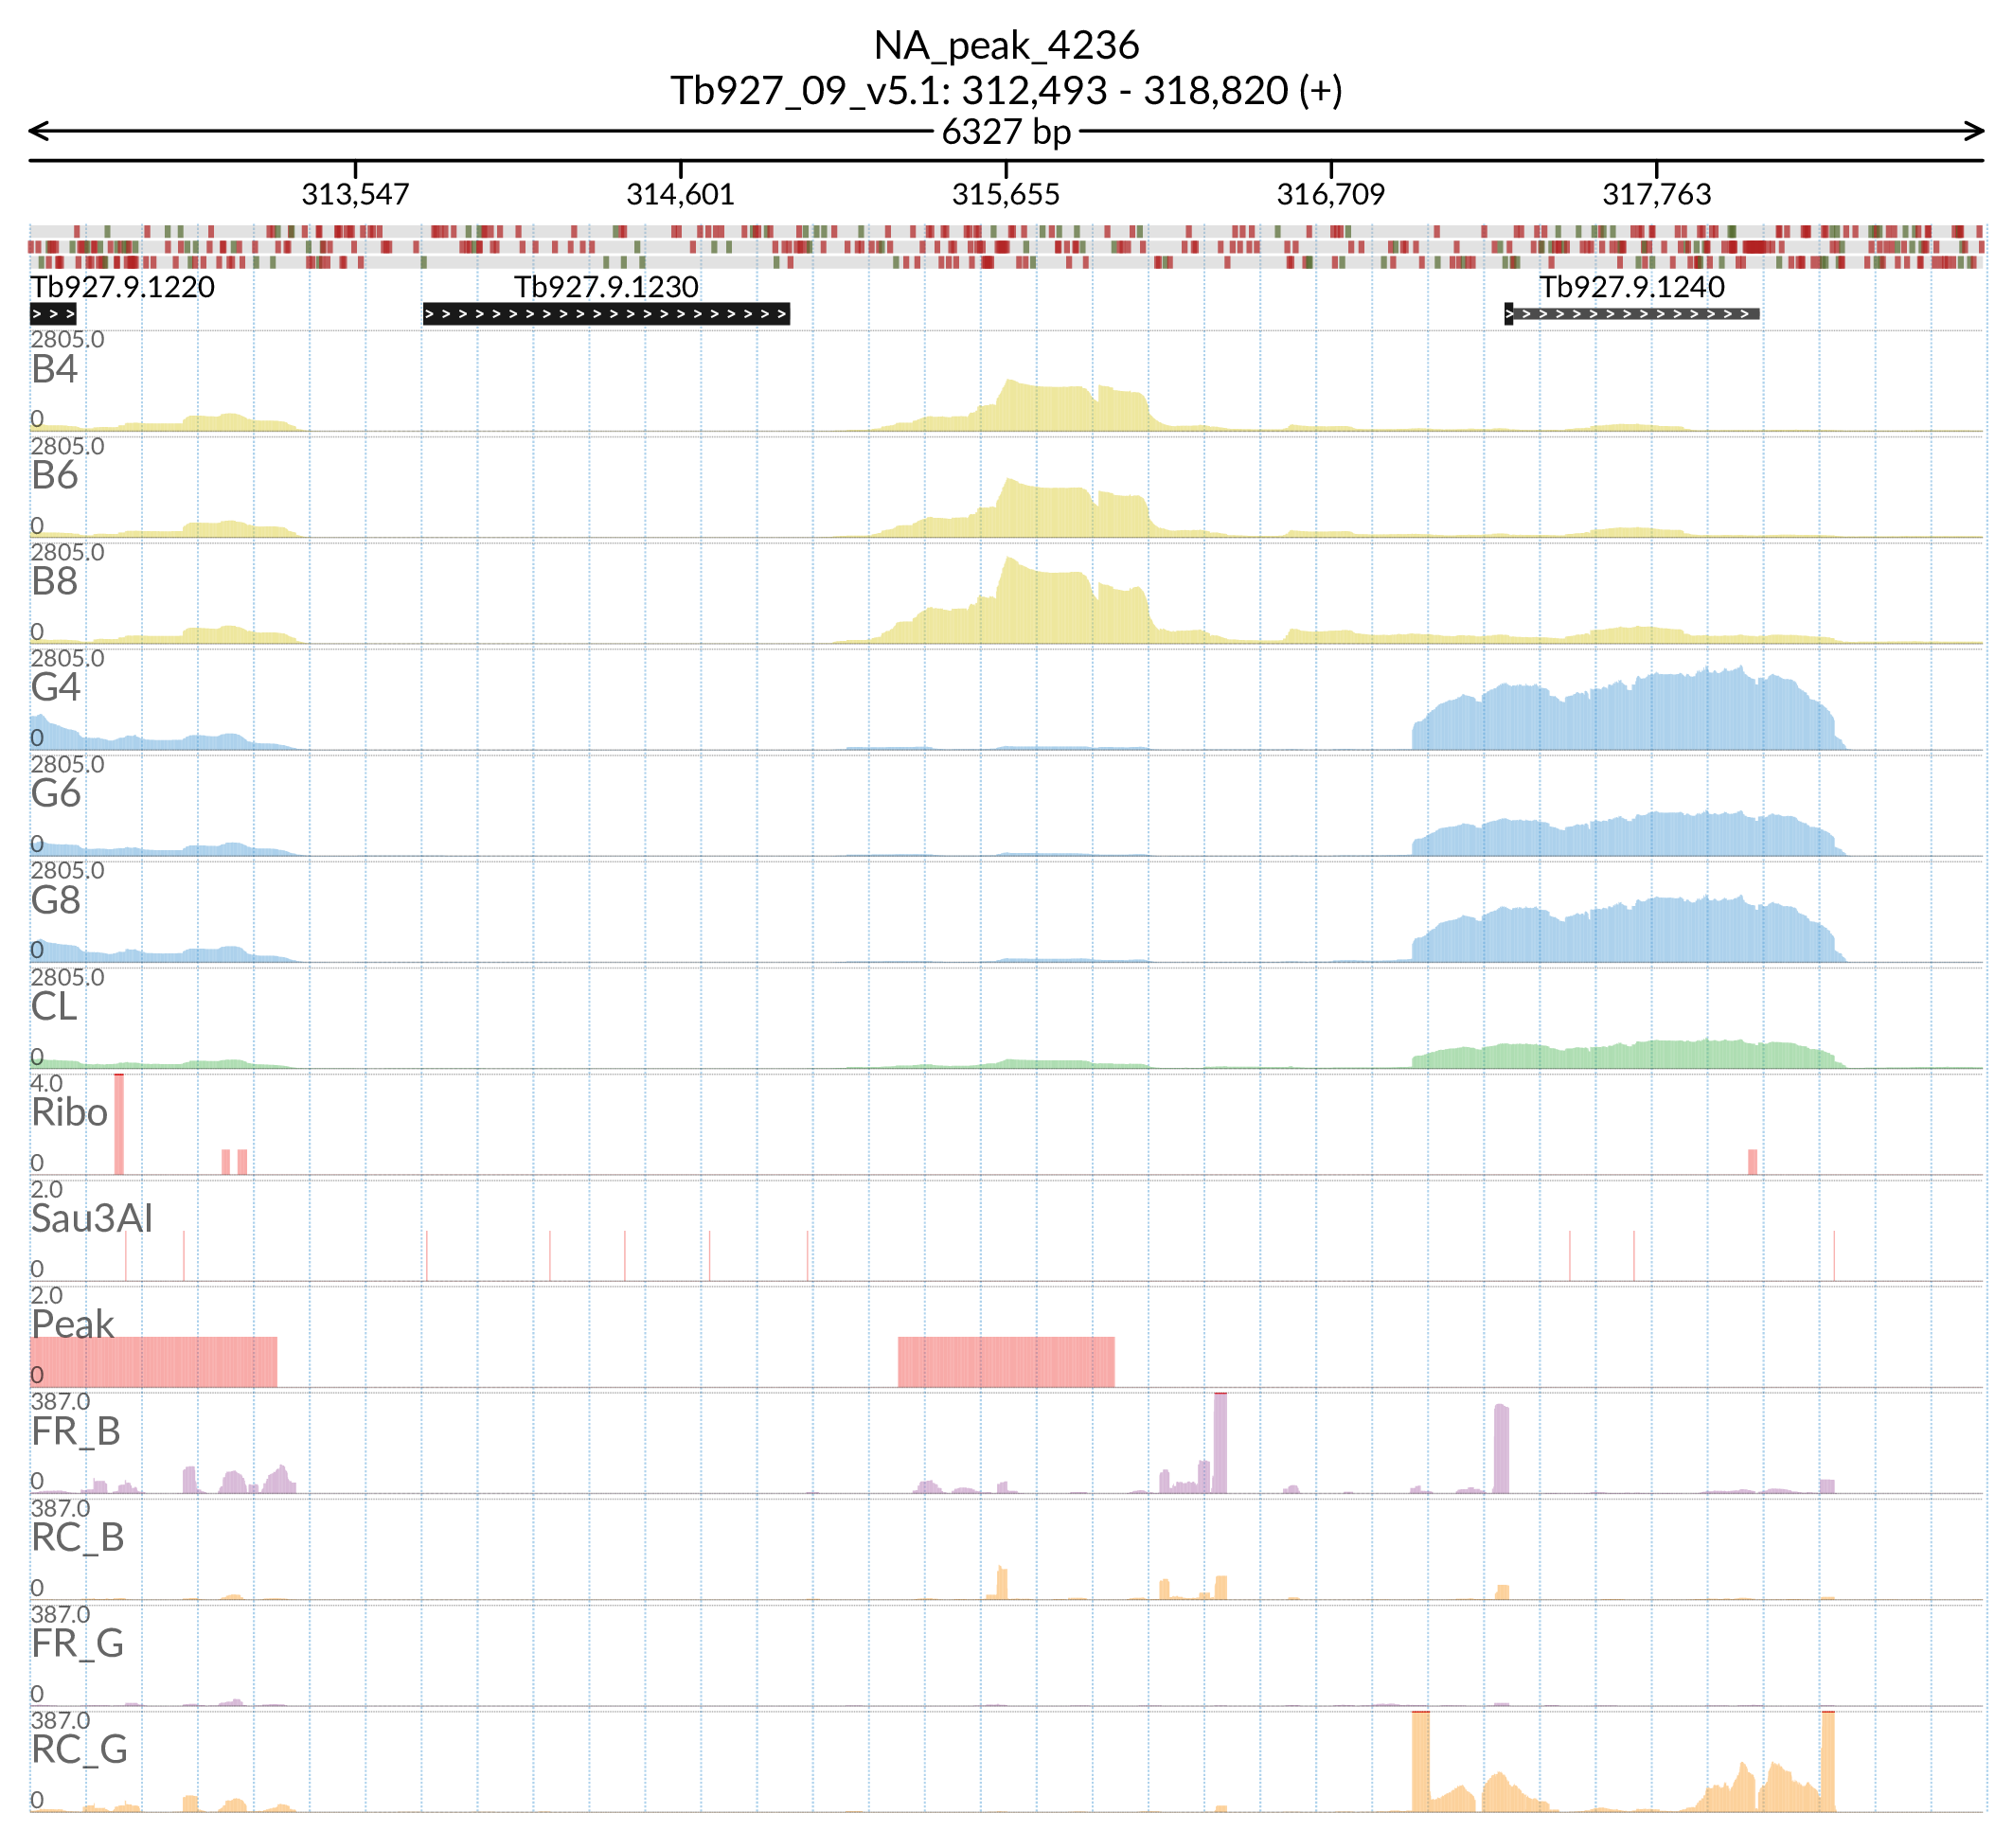 NA_peak_4236
Tb927_09_v5.1: 312,493 - 318,820 (+)
6327 bp
313,547 314,601 315,655 316,709 317,763
Tb927.9.1220 Tb927.9.1230 Tb927.9.1240
2805.0
B4
0
2805.0
B6
0
2805.0
B8
0
2805.0
G4
0
2805.0
G6
0
2805.0
G8
0
2805.0
CL
0
4.0
Ribo
0
2.0
Sau3AI
0
2.0
Peak
0
387.0
FR_B
0
387.0
RC_B
0
387.0
FR_G
0
387.0
RC_G
0